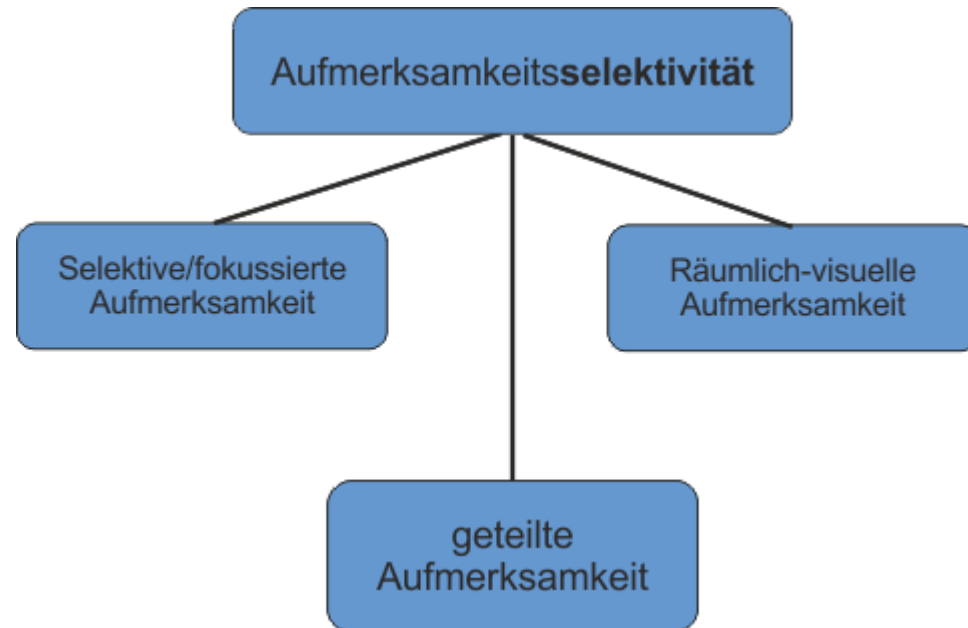 Aufmerksamkeitsselektivität
Selektive/fokussierte
Aufmerksamkeit
Räumlich-visuelle
Aufmerksamkeit
geteilte
Aufmerksamkeit